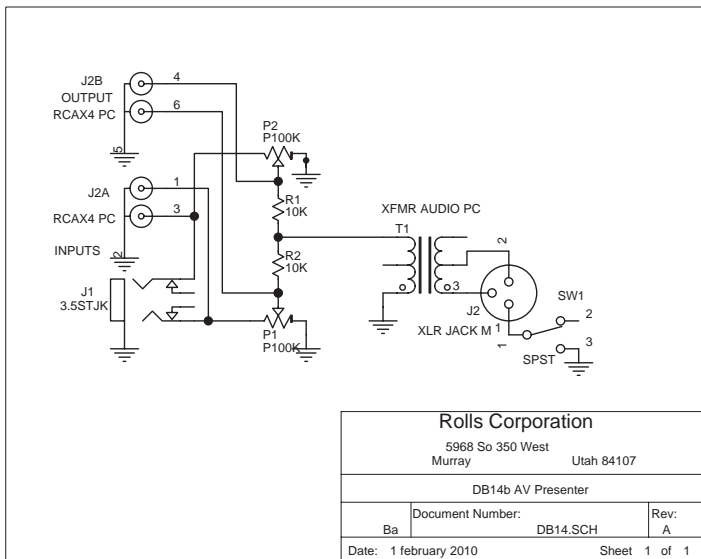 J2B
OUTPUT
RCAX4 PC
4
6
5
J2A
RCAX4 PC
1
3
INPUTS
2
J1
3.5STJK
P2
P100K
R1
10K
R2
10K
P1
P100K
XFMR AUDIO PC
T1
2
3
J2
1
XLR JACK M
1
SW1
2
3
SPST
Rolls Corporation
5968 So 350 West
Murray Utah 84107
DB14b AV Presenter
Document Number: Rev:
Ba DB14.SCH A
Date: 1 february 2010 Sheet 1 of 1